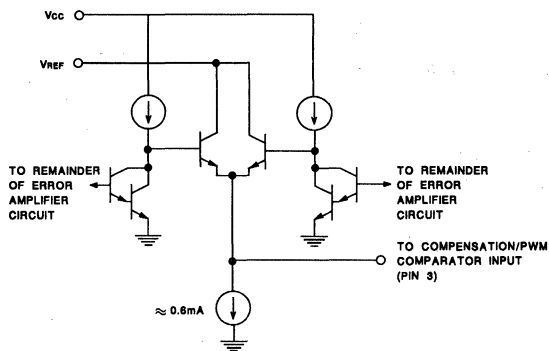 Vcc
VREF
TO REMAINDER
OF ERROR
AMPLIFIER
CIRCUIT
TO REMAINDER
OF ERROR
AMPLIFIER
CIRCUIT
TO COMPENSATION/PWM
COMPARATOR INPUT
(PIN 3)
≈ 0.6mA